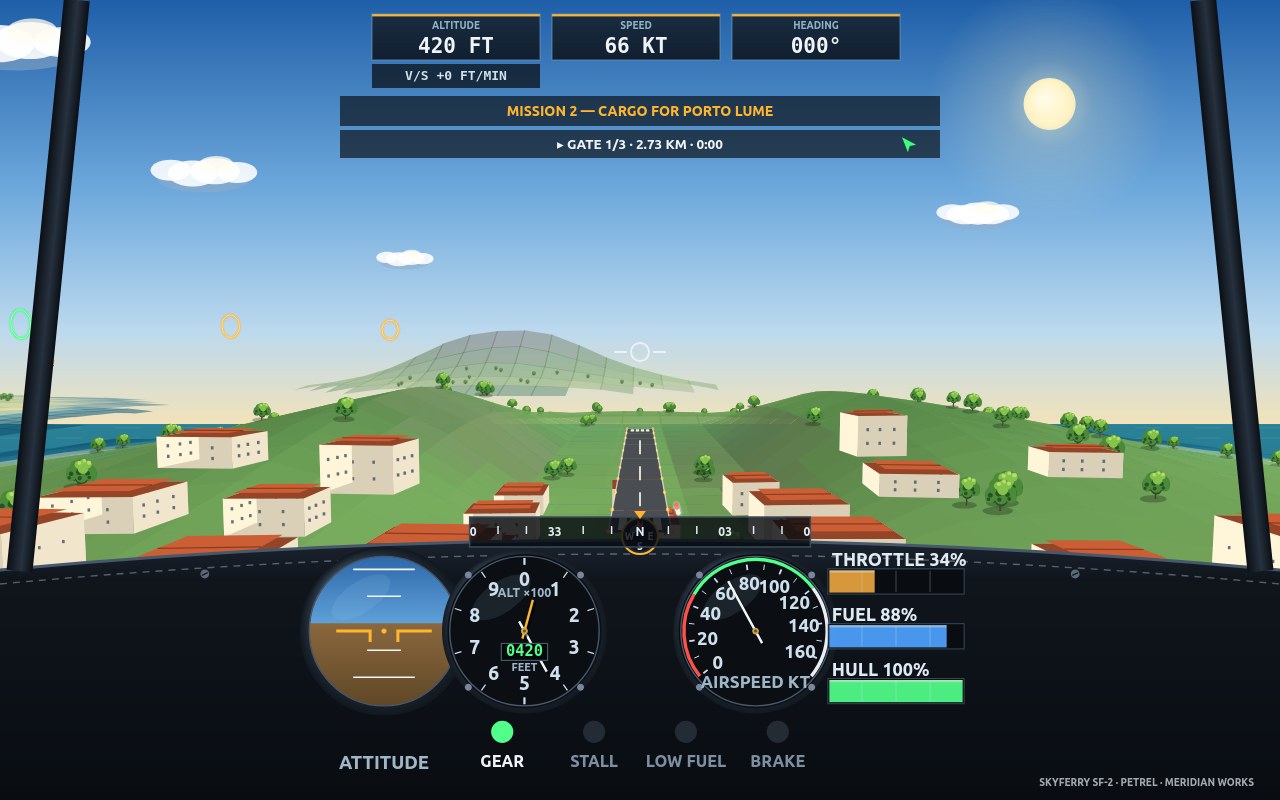 ALTITUDE
420 FT
SPEED
66 KT
HEADING
000°
V/S +0 FT/MIN
MISSION 2 — CARGO FOR PORTO LUME
▸ GATE 1/3 · 2.73 KM · 0:00
0 33 N 03 0
W E
S
0
1
2
3
4
5
6
7
8
9
ALT ×100
0420
FEET
0
20
40
60
80
100
120
140
160
AIRSPEED KT
THROTTLE 34%
FUEL 88%
HULL 100%
ATTITUDE
GEAR
STALL
LOW FUEL
BRAKE
SKYFERRY SF-2 · PETREL · MERIDIAN WORKS